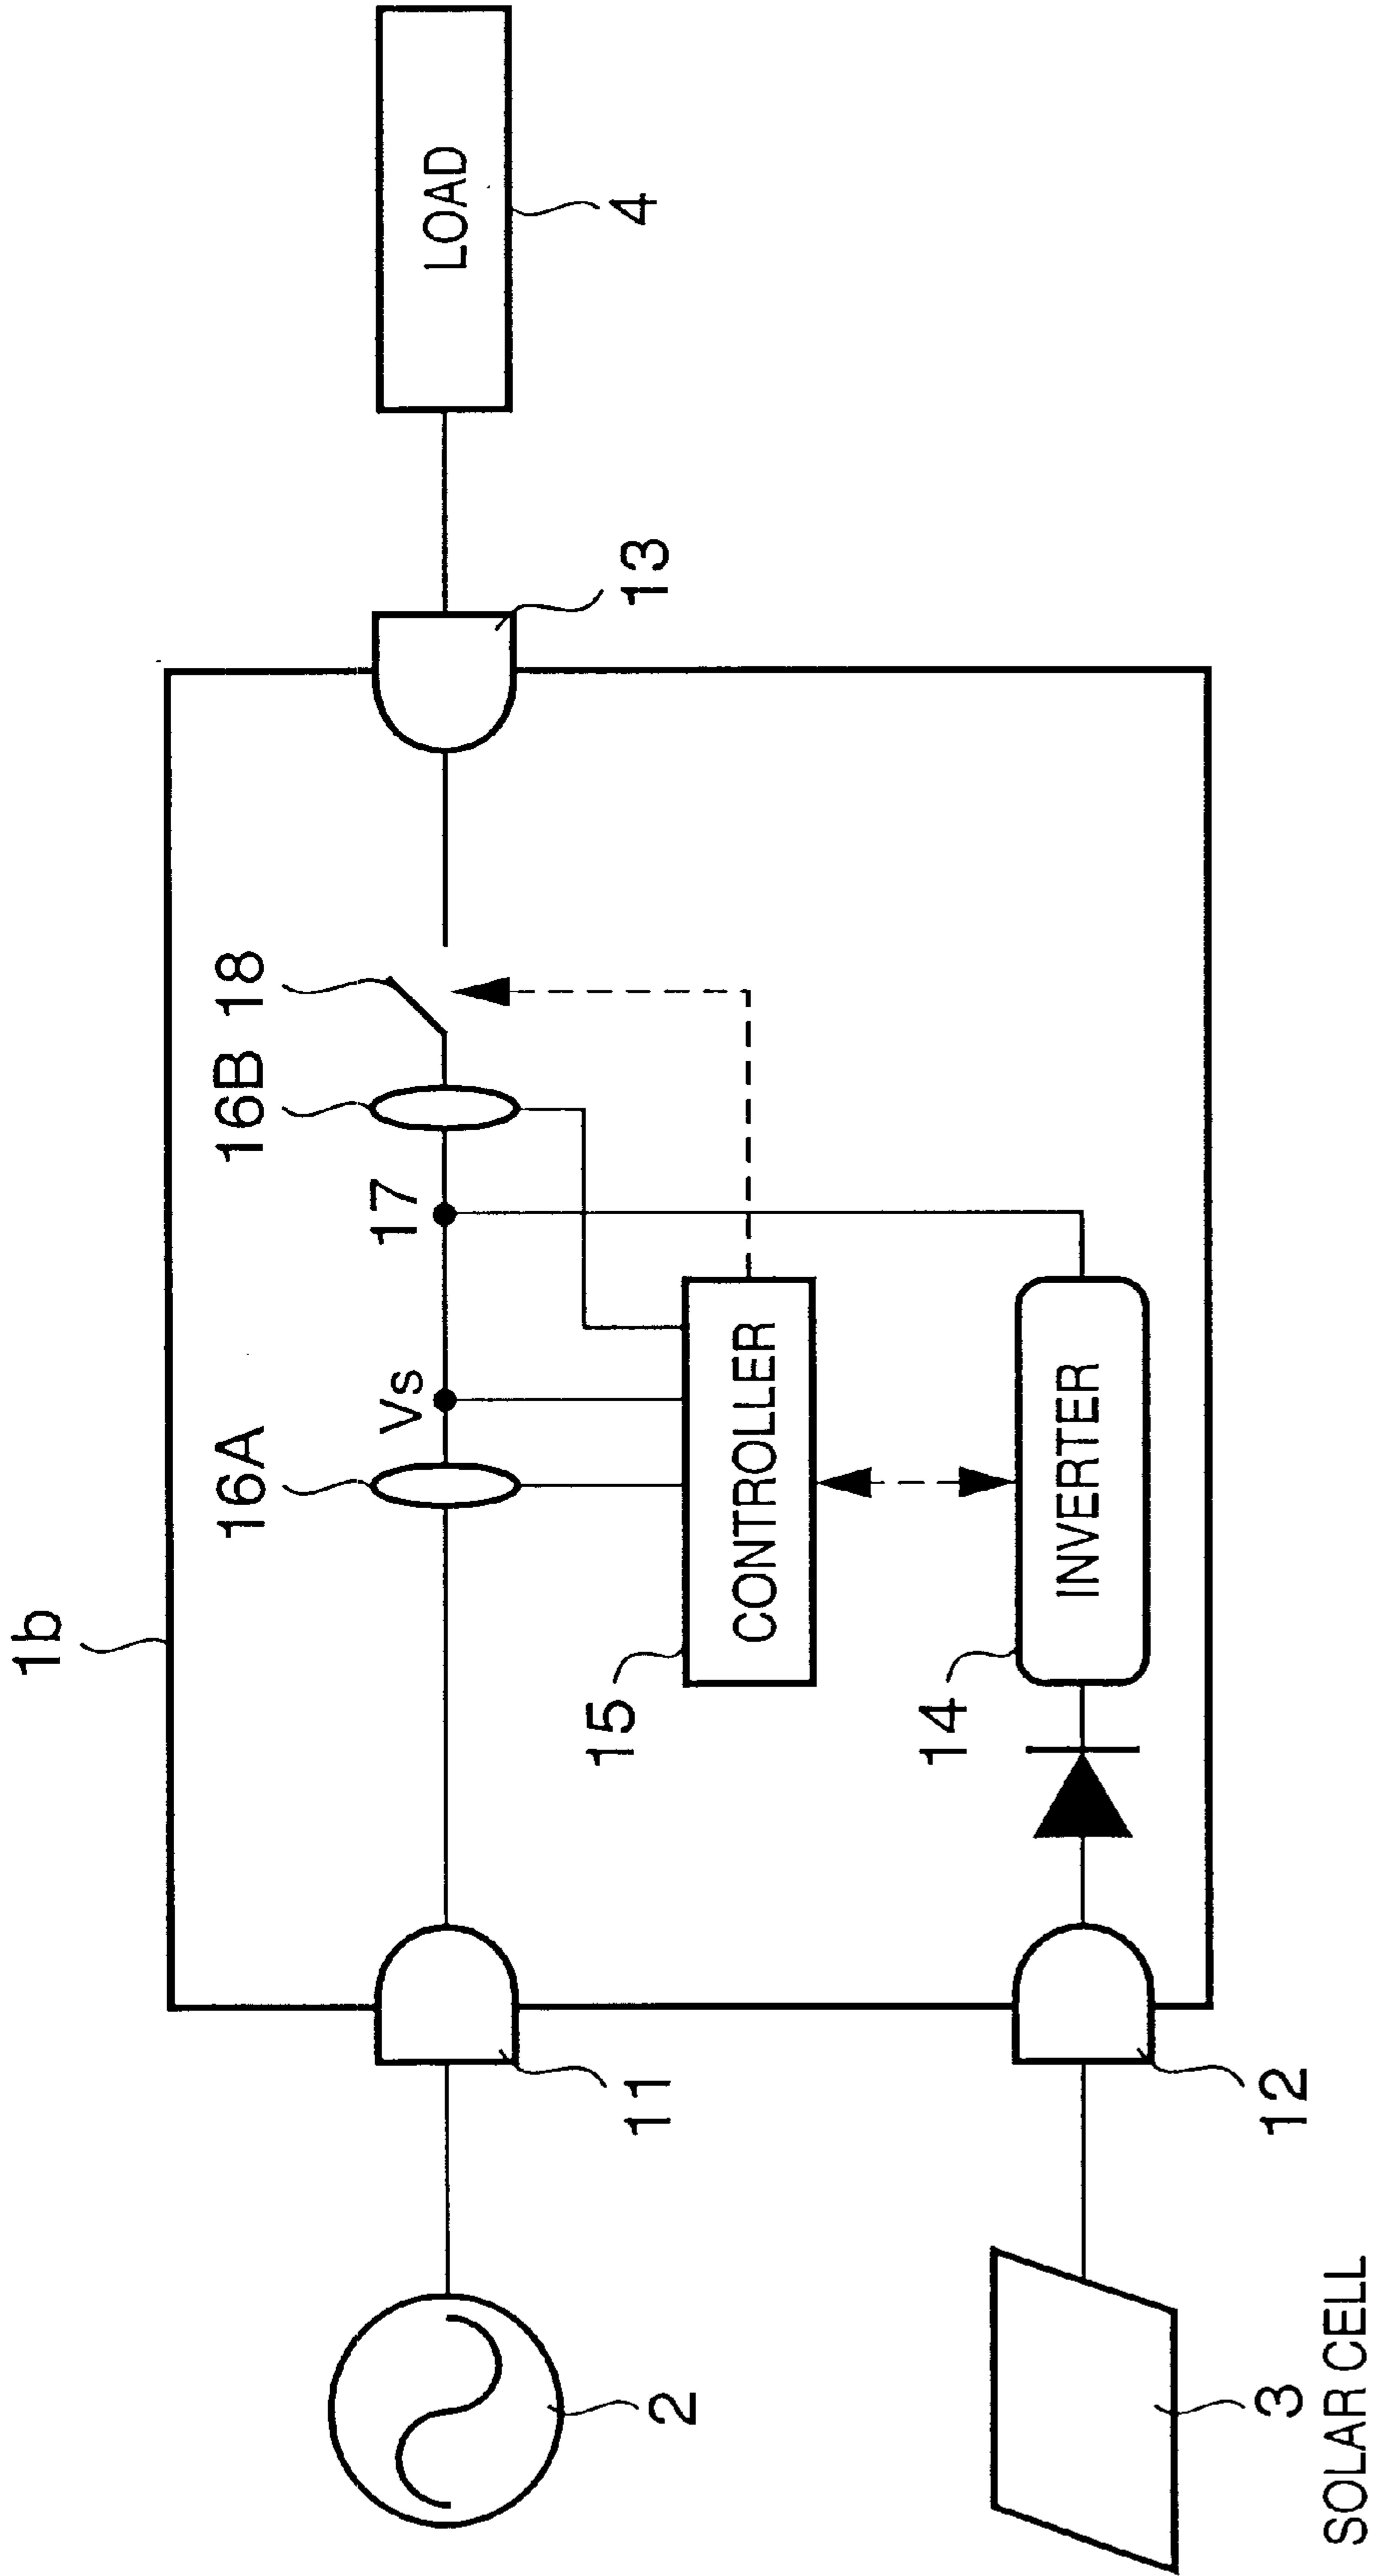 1b
16A
16B
18
Vs
17
LOAD
4
13
15
CONTROLLER
14
INVERTER
2
11
3
12
SOLAR CELL